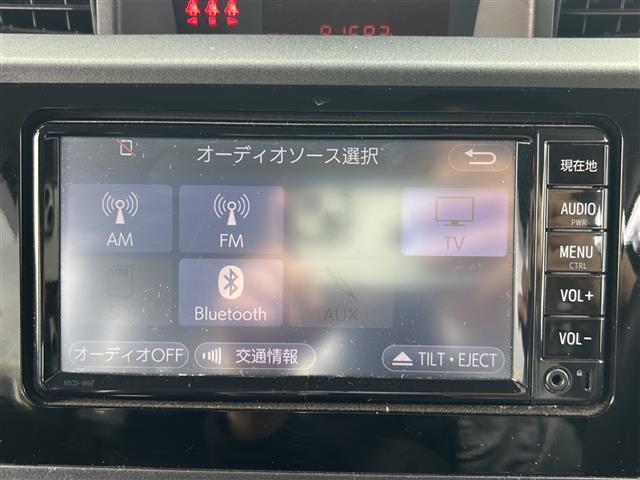 オーディオソース選択
現在地
AM
FM
TV
AUDIO
PWR
MENU
CTRL
SD
Bluetooth
AUX
VOL+
VOL-
オーディオOFF
交通情報
TILT・EJECT
NSCD-W66